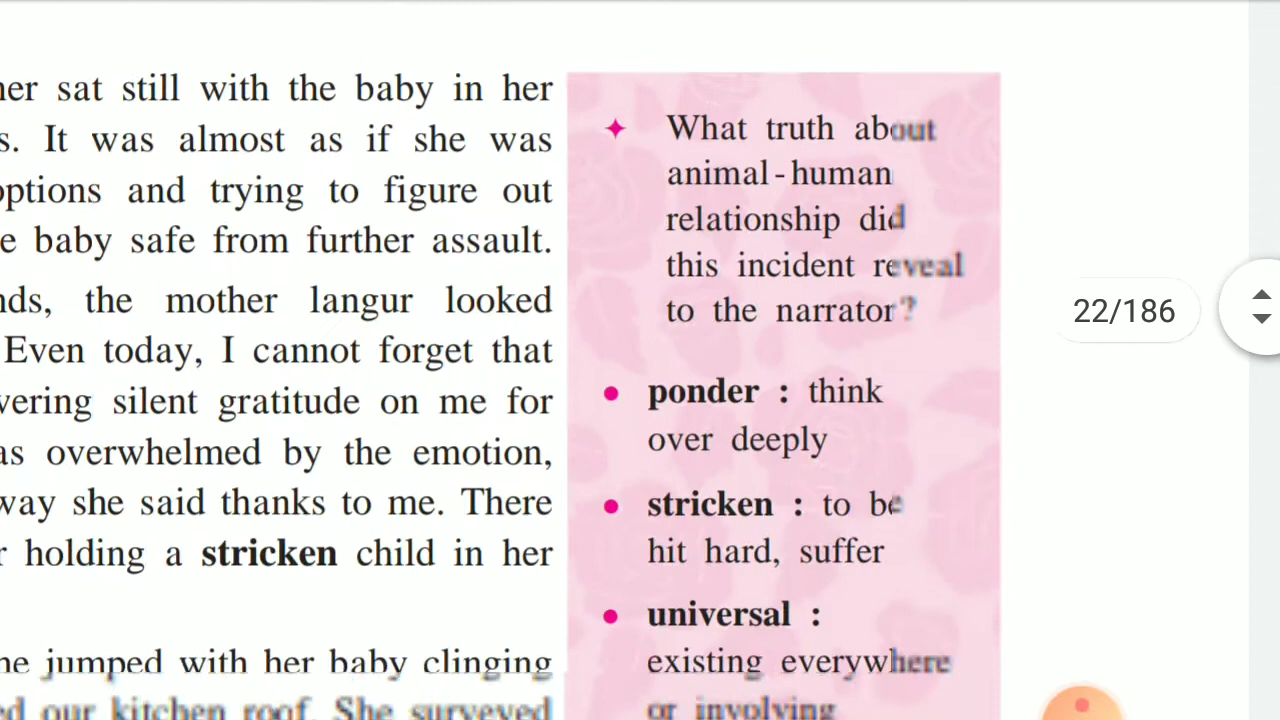 her sat still with the baby in her
s. It was almost as if she was
options and trying to figure out
e baby safe from further assault.
nds, the mother langur looked
Even today, I cannot forget that
wering silent gratitude on me for
as overwhelmed by the emotion,
way she said thanks to me. There
r holding a stricken child in her
he jumped with her baby clinging
ed our kitchen roof. She surveyed
✦ What truth about
animal-human
relationship did
this incident reveal
to the narrator?
• ponder : think
over deeply
• stricken : to be
hit hard, suffer
• universal :
existing everywhere
or involving
22/186